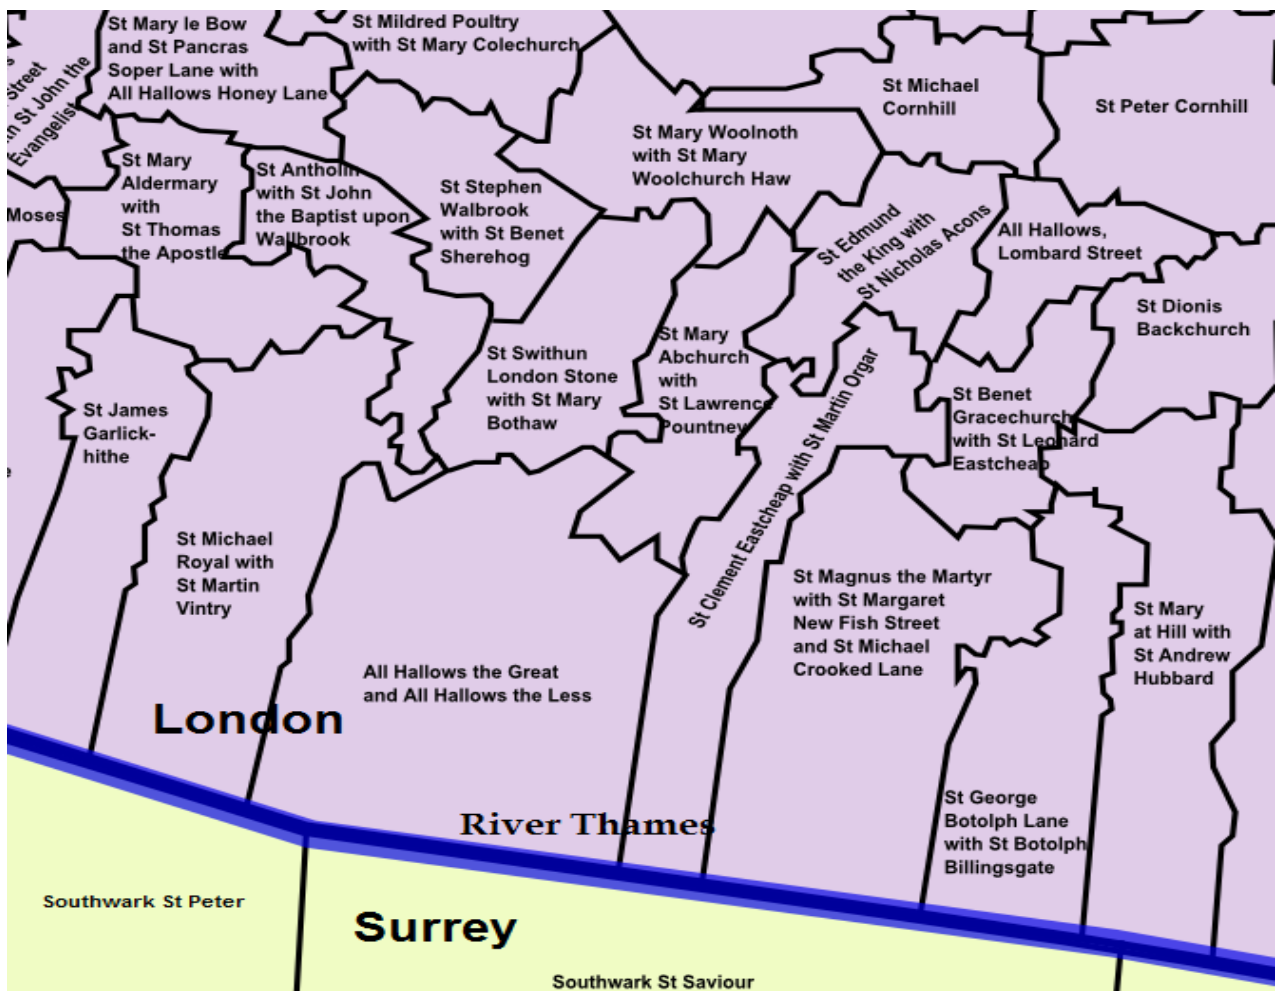 St Mary le Bow
and St Pancras
Soper Lane with
All Hallows Honey Lane
St Mildred Poultry
with St Mary Colechurch
St Michael
Cornhill
St Peter Cornhill
Street
St John the
Evangelist
St Mary Woolnoth
with St Mary
Woolchurch Haw
St Mary
Aldermary
with
St Thomas
the Apostle
St Antholin
with St John
the Baptist upon
Wallbrook
St Stephen
Walbrook
with St Benet
Sherehog
Moses
St Edmund
the King with
St Nicholas Acons
All Hallows,
Lombard Street
St Dionis
Backchurch
St Swithun
London Stone
with St Mary
Bothaw
St Mary
Abchurch
with
St Lawrence
Pountney
St Clement Eastcheap with St Martin Orgar
St Benet
Gracechurch
with St Leonard
Eastcheap
St James
Garlick-
hithe
St Michael
Royal with
St Martin
Vintry
St Magnus the Martyr
with St Margaret
New Fish Street
and St Michael
Crooked Lane
St Mary
at Hill with
St Andrew
Hubbard
All Hallows the Great
and All Hallows the Less
London
River Thames
St George
Botolph Lane
with St Botolph
Billingsgate
Southwark St Peter
Surrey
Southwark St Saviour